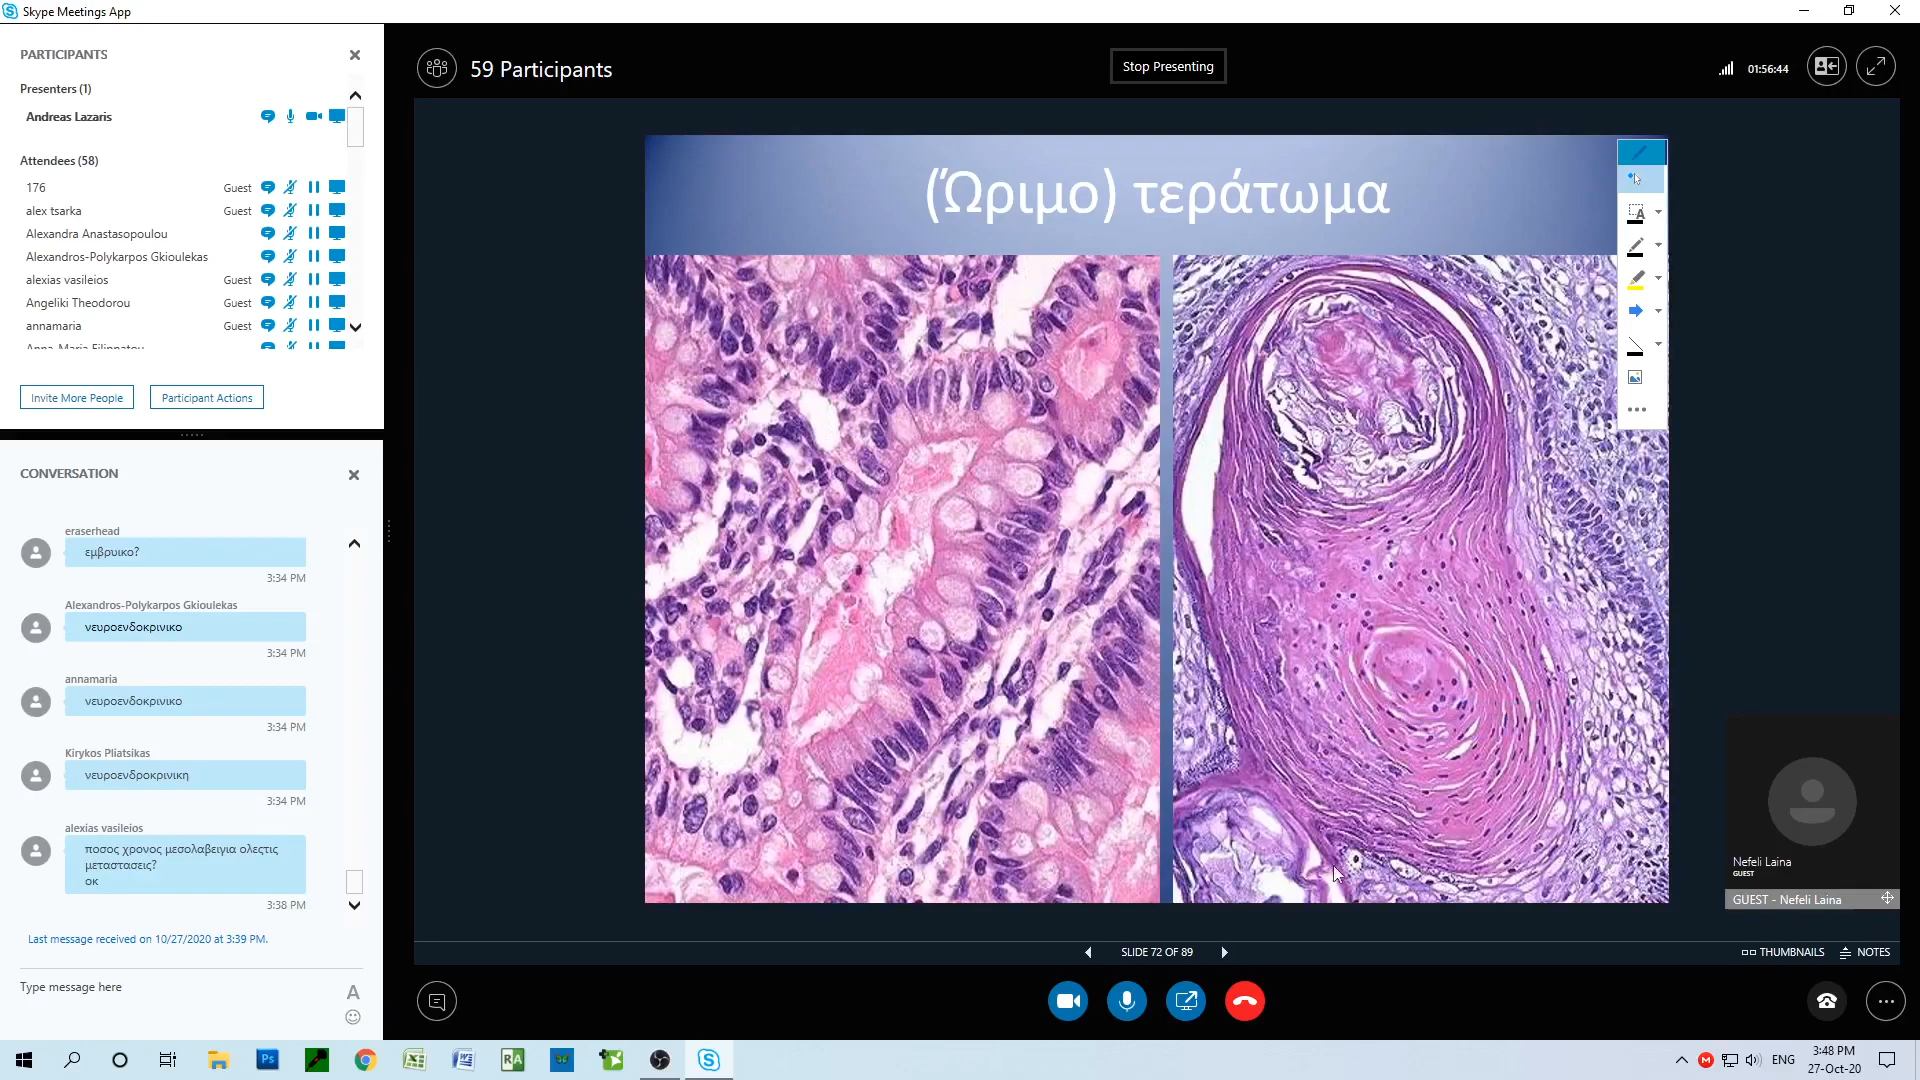 Skype Meetings App
PARTICIPANTS
Presenters (1)
Andreas Lazaris
Attendees (58)
176 Guest
alex tsarka Guest
Alexandra Anastasopoulou
Alexandros-Polykarpos Gkioulekas
alexias vasileios Guest
Angeliki Theodorou Guest
annamaria Guest
Anna-Maria Filippatou
Invite More People
Participant Actions
CONVERSATION
eraserhead
εμβρυικο?
3:34 PM
Alexandros-Polykarpos Gkioulekas
νευροενδοκρινικο
3:34 PM
annamaria
νευροενδοκρινικο
3:34 PM
Kirykos Pliatsikas
νευροενδροκρινικη
3:34 PM
alexias vasileios
ποσος χρονος μεσολαβειγια ολεςτις
μεταστασεις?
οκ
3:38 PM
Last message received on 10/27/2020 at 3:39 PM.
Type message here
59 Participants
Stop Presenting
01:56:44
(Ώριμο) τεράτωμα
Nefeli Laina
GUEST
GUEST - Nefeli Laina
SLIDE 72 OF 89
THUMBNAILS
NOTES
ENG
3:48 PM
27-Oct-20